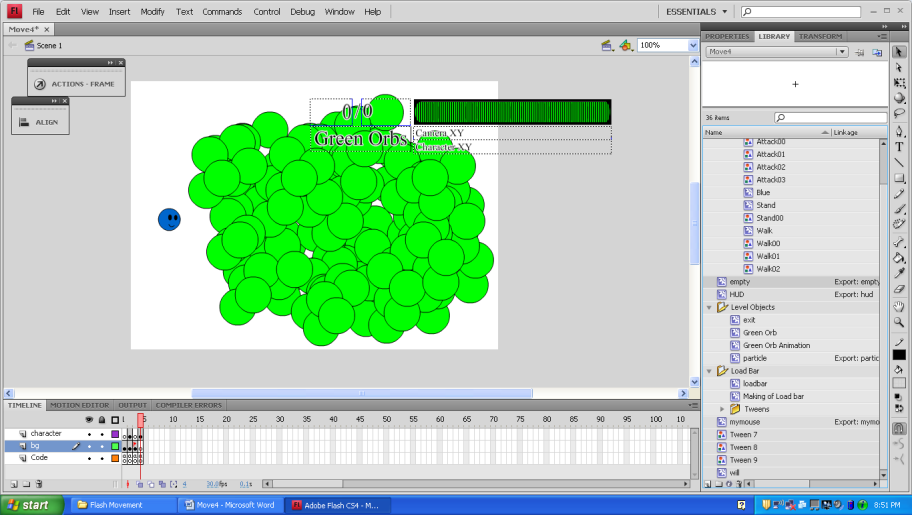 FL File Edit View Insert Modify Text Commands Control Debug Window Help ESSENTIALS
Move4* ×
Scene 1 100%
ACTIONS - FRAME
ALIGN
0/0
Green Orbs
Camera XY
Character XY
PROPERTIES LIBRARY TRANSFORM
Move4
36 items
Name Linkage
Attack00
Attack01
Attack02
Attack03
Blue
Stand
Stand00
Walk
Walk00
Walk01
Walk02
empty Export: empty
HUD Export: hud
Level Objects
exit
Green Orb
Green Orb Animation
particle Export: partic
Load Bar
loadbar
Making of Load bar
Tweens
mymouse Export: mymo
Tween 7
Tween 8
Tween 9
will
TIMELINE MOTION EDITOR OUTPUT COMPILER ERRORS
1 5 10 15 20 25 30 35 40 45 50 55 60 65 70 75 80 85 90 95 100 10
character
bg
Code
4 30.0fps 0.1s
start Flash Movement Move4 - Microsoft Word Adobe Flash CS4 - M... 8:51 PM